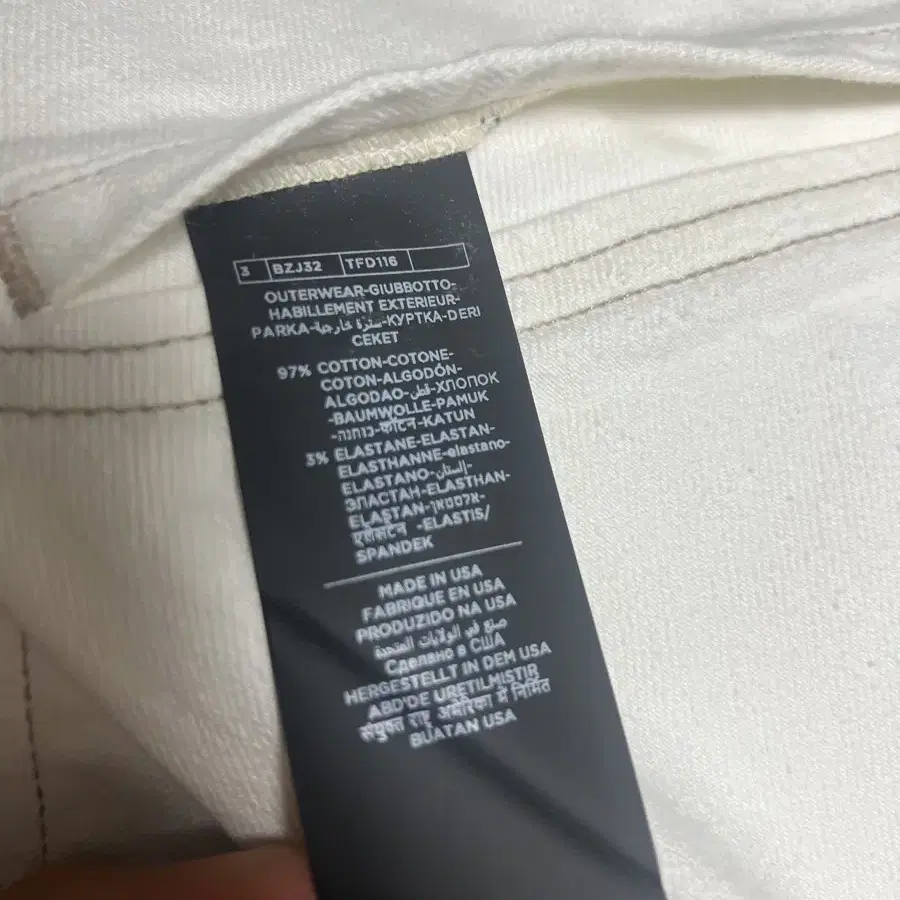 3 BZJ32 TFD116
OUTERWEAR-GIUBBOTTO-
HABILLEMENT EXTERIEUR-
PARKA-سترة خارجية-КУРТКА-DERI
CEKET
97% COTTON-COTONE-
COTON-ALGODÓN-
ALGODAO-قطن-ХЛОПОК
-BAUMWOLLE-PAMUK
-כותנה-कॉटन-KATUN
3% ELASTANE-ELASTAN-
ELASTHANNE-elastano-
ELASTANO-إلستان-
ЭЛАСТАН-ELASTHAN-
ELASTAN-אלסטאן-
-ELASTIS/
SPANDEK
MADE IN USA
FABRIQUE EN USA
PRODUZIDO NA USA
صنع في الولايات المتحدة
Сделано в США
HERGESTELLT IN DEM USA
ABD'DE URETILMISTIR
संयुक्त राष्ट्र अमेरिका में निर्मित
BUATAN USA